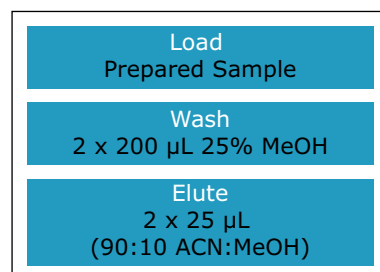 Load
Prepared Sample
Wash
2 x 200 µL 25% MeOH
Elute
2 x 25 µL
(90:10 ACN:MeOH)